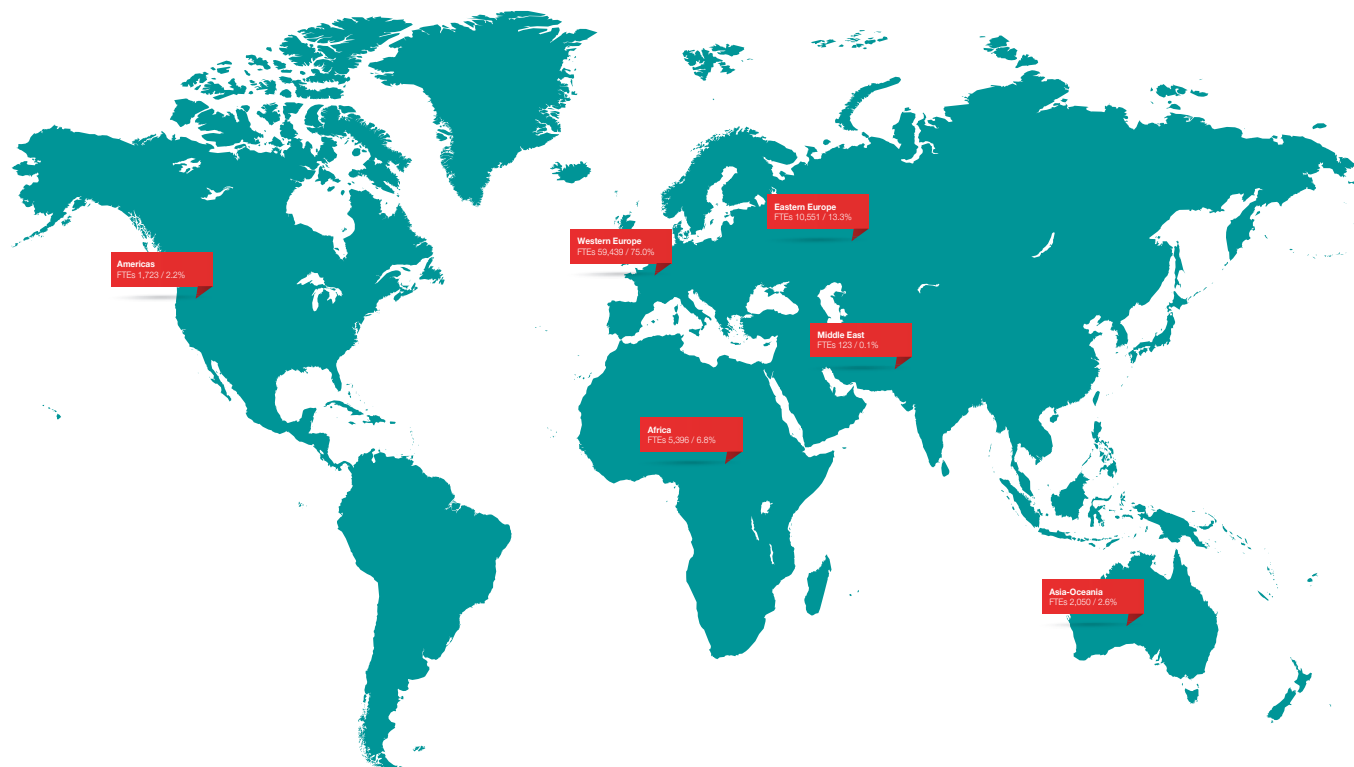 Eastern Europe
FTEs 10,551 / 13.3%
Western Europe
FTEs 59,439 / 75.0%
Americas
FTEs 1,723 / 2.2%
Middle East
FTEs 123 / 0.1%
Africa
FTEs 5,396 / 6.8%
Asia-Oceania
FTEs 2,050 / 2.6%